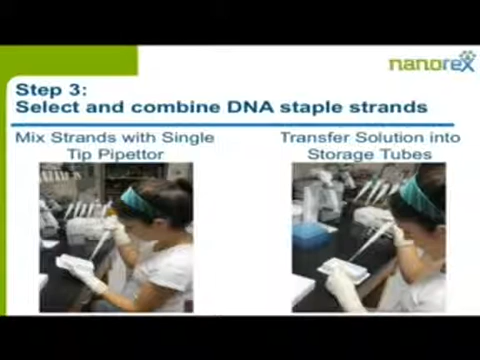 nanorex
Step 3:
Select and combine DNA staple strands
Mix Strands with Single
Tip Pipettor
Transfer Solution into
Storage Tubes